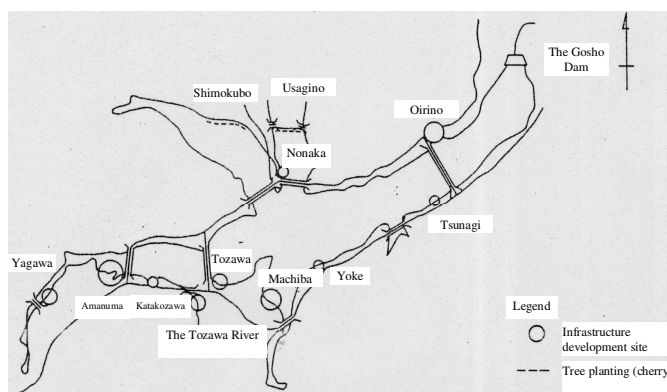 The Gosho
Dam
Usagino
Shimokubo
Oirino
Nonaka
Tsunagi
Tozawa
Yagawa
Machiba
Yoke
Amanuma
Katakozawa
The Tozawa River
Legend
Infrastructure
development site
Tree planting (cherry